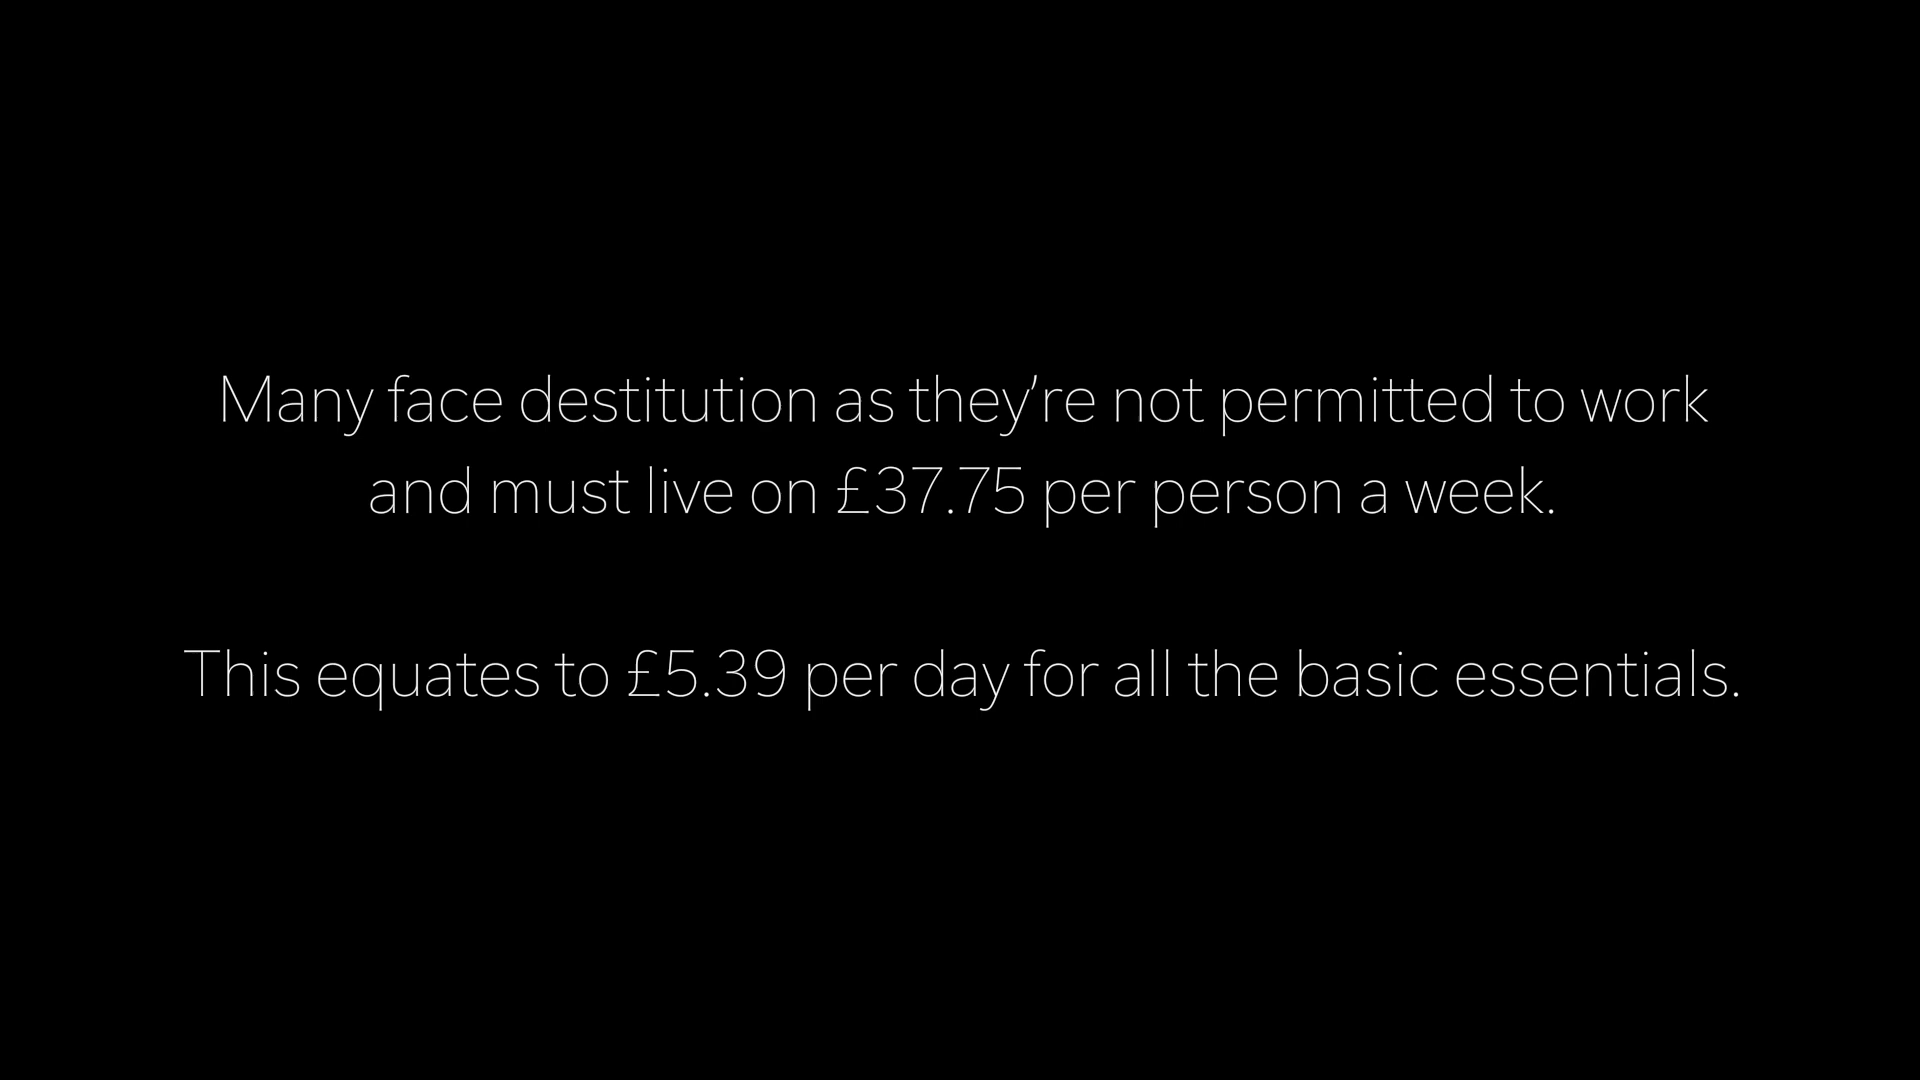 Many face destitution as they're not permitted to work
and must live on £37.75 per person a week.
This equates to £5.39 per day for all the basic essentials.